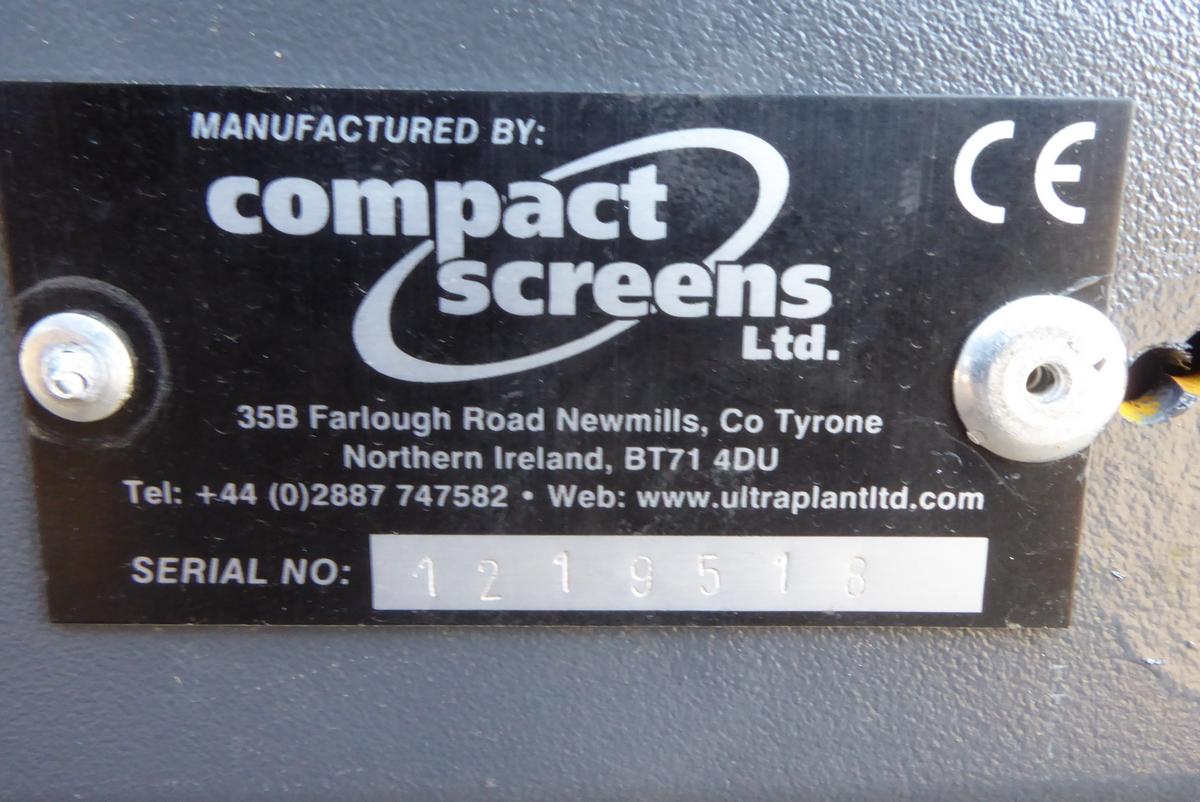 MANUFACTURED BY:
CE
compact
screens
Ltd.
35B Farlough Road Newmills, Co Tyrone
Northern Ireland, BT71 4DU
Tel: +44 (0)2887 747582 • Web: www.ultraplantltd.com
SERIAL NO: 1219518